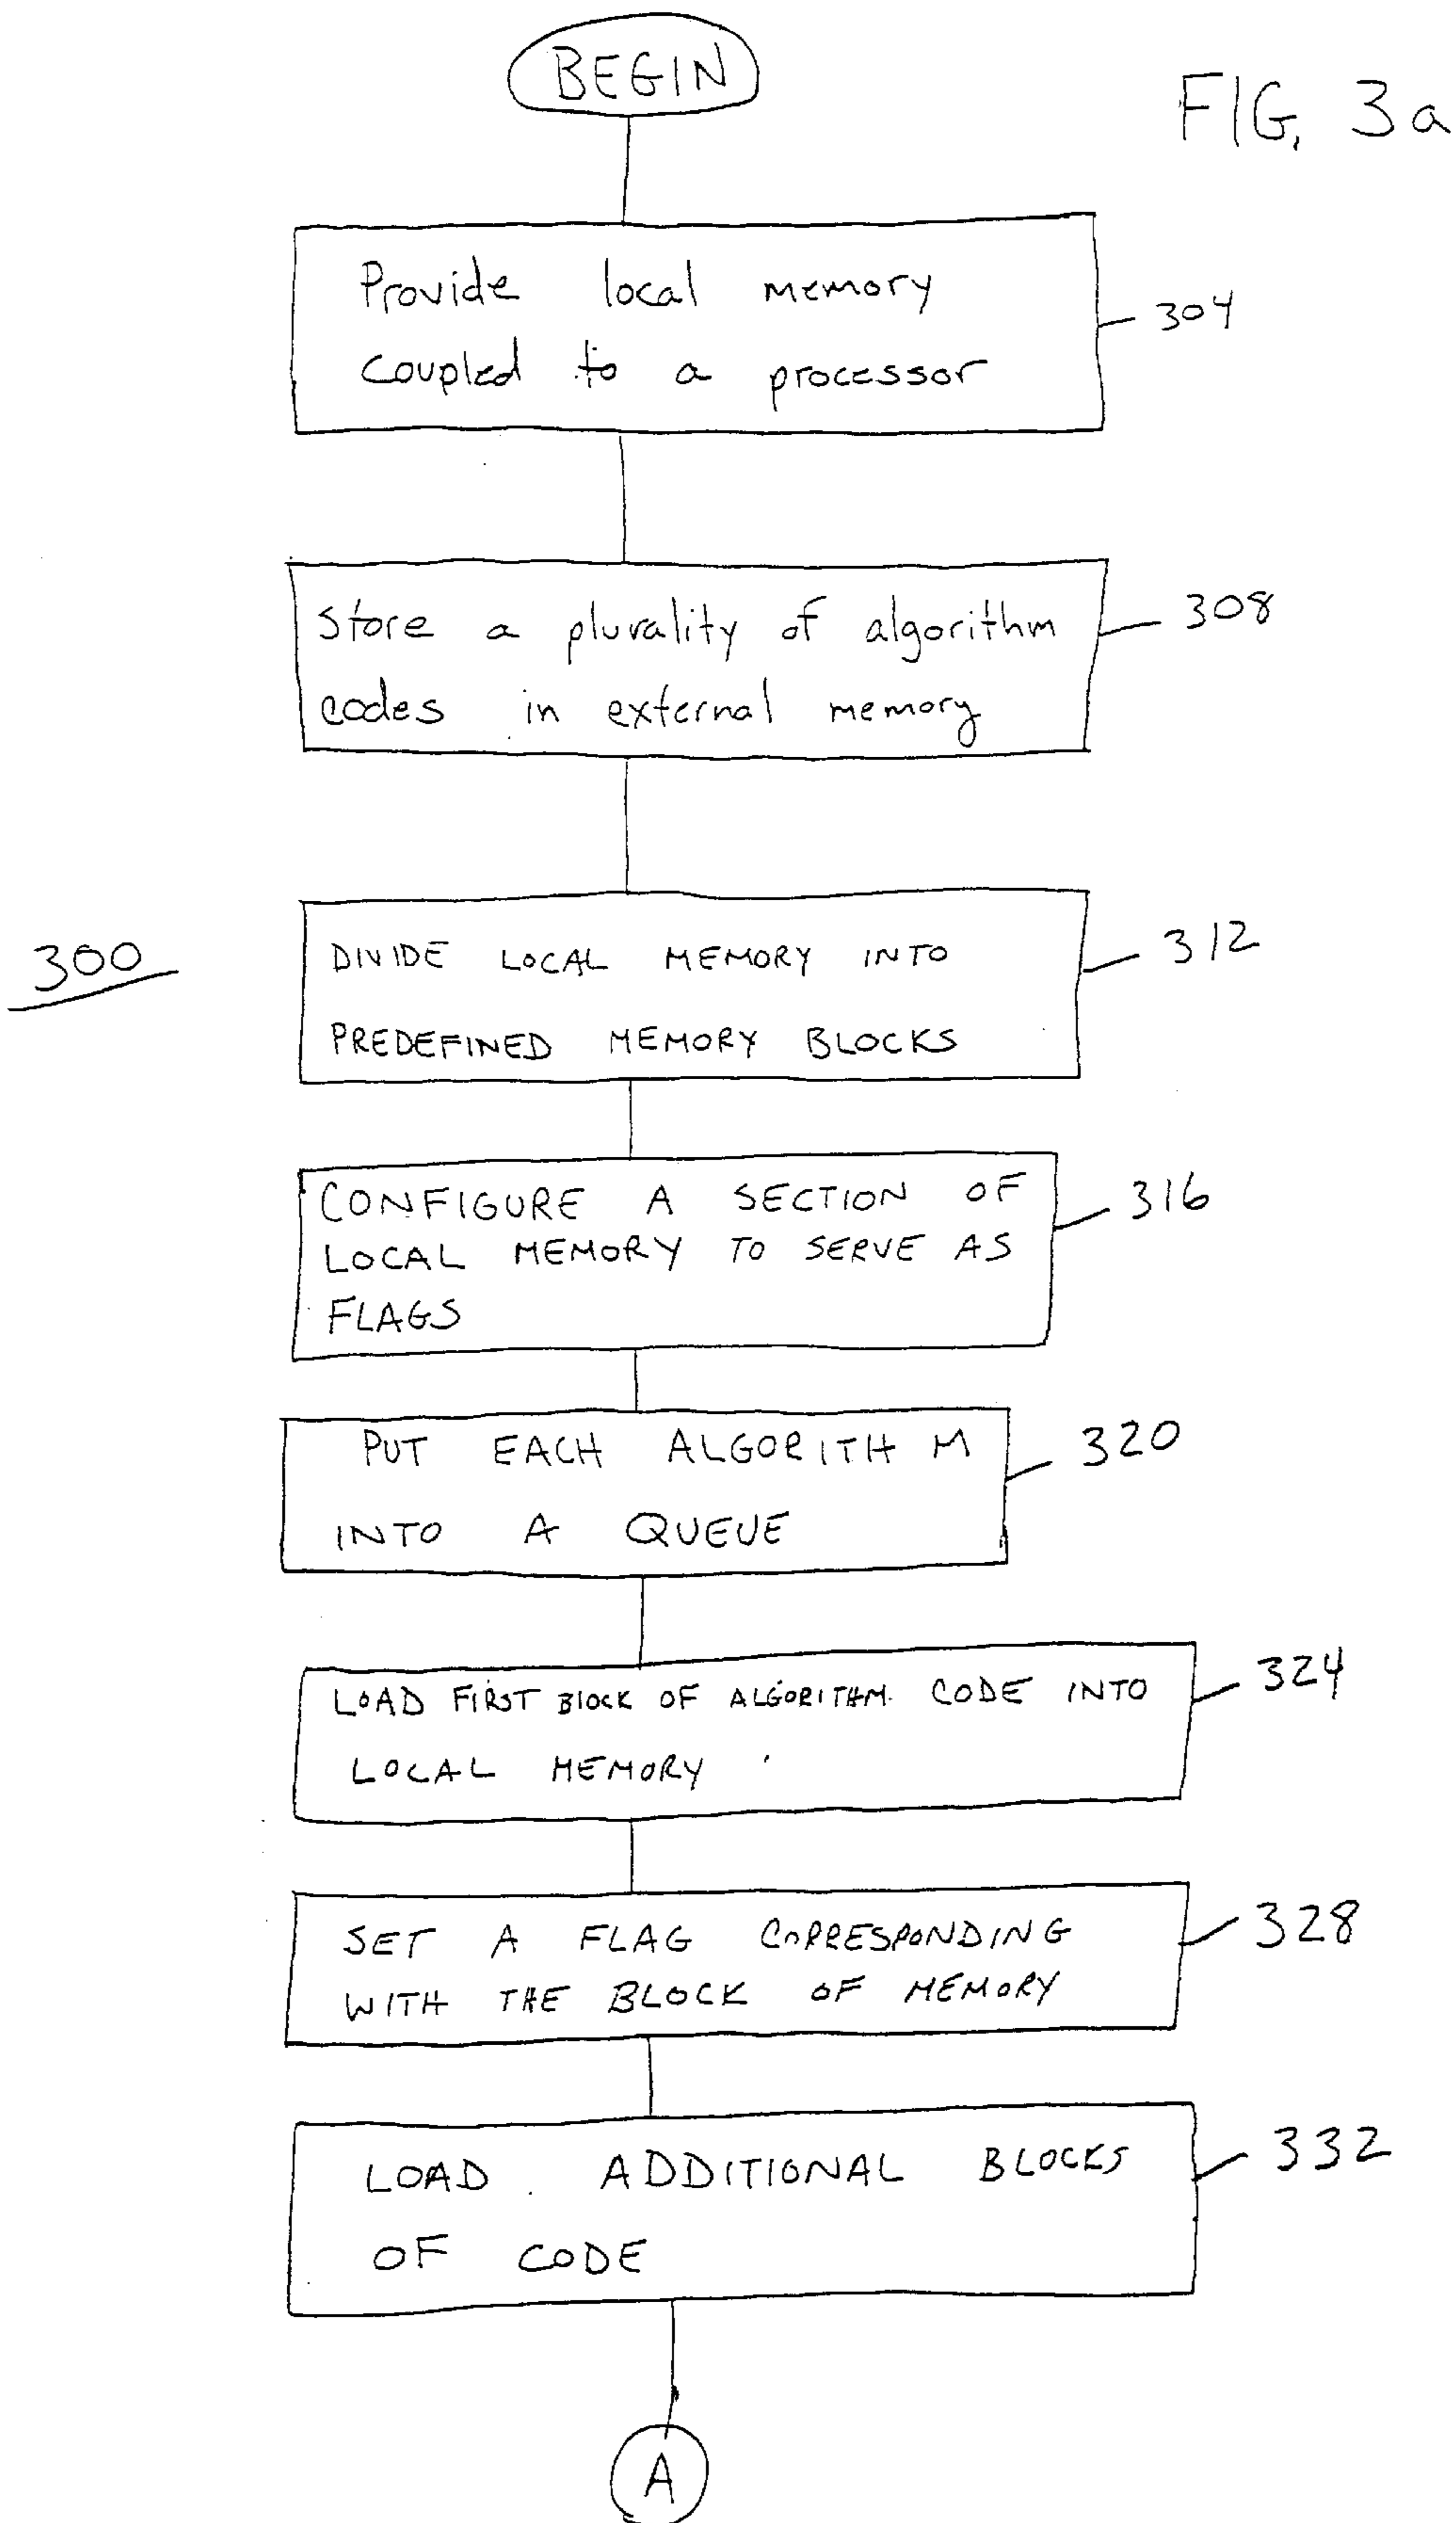 BEGIN
FIG. 3a
Provide local memory
coupled to a processor
304
Store a plurality of algorithm
codes in external memory
308
300
DIVIDE LOCAL MEMORY INTO
PREDEFINED MEMORY BLOCKS
312
CONFIGURE A SECTION OF
LOCAL MEMORY TO SERVE AS
FLAGS
316
PUT EACH ALGORITHM
INTO A QUEUE
320
LOAD FIRST BLOCK OF ALGORITHM CODE INTO
LOCAL MEMORY
324
SET A FLAG CORRESPONDING
WITH THE BLOCK OF MEMORY
328
LOAD ADDITIONAL BLOCKS
OF CODE
332
A